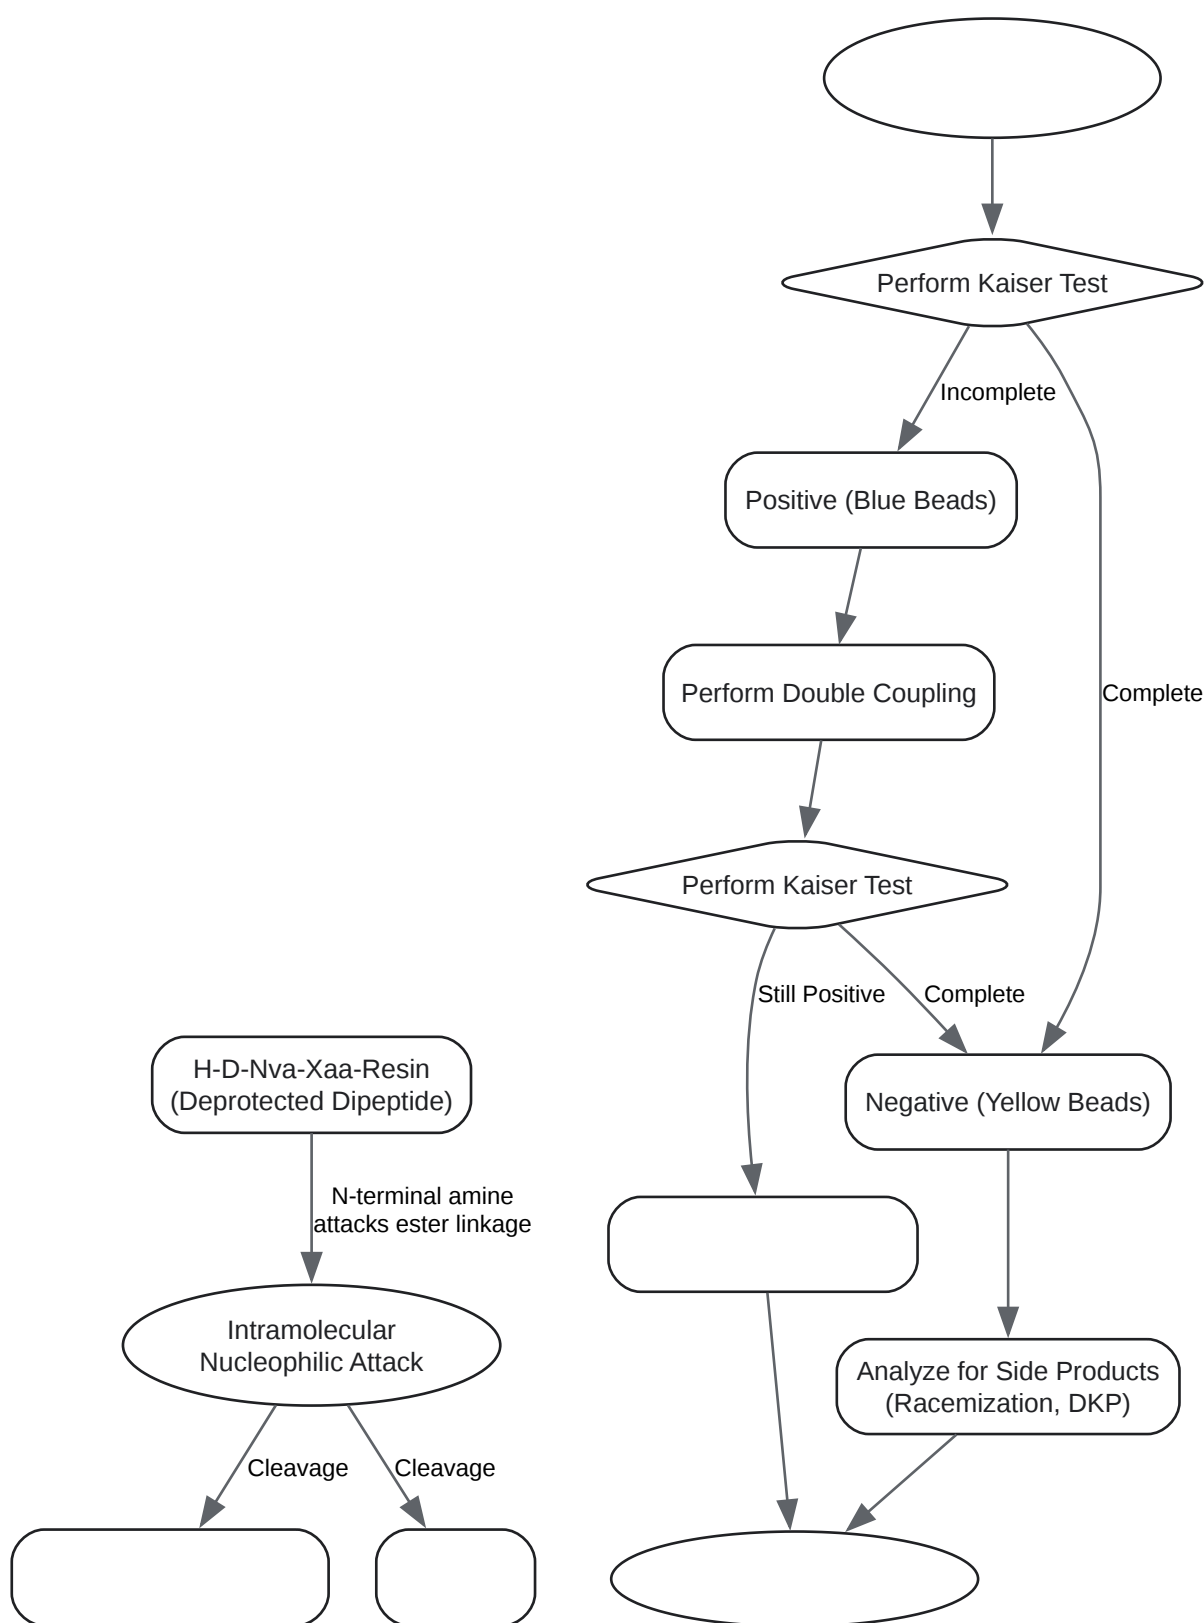 Perform Kaiser Test
Incomplete
Positive (Blue Beads)
Perform Double Coupling
Complete
Perform Kaiser Test
Still Positive
Complete
H-D-Nva-Xaa-Resin
(Deprotected Dipeptide)
Negative (Yellow Beads)
N-terminal amine
attacks ester linkage
Intramolecular
Nucleophilic Attack
Analyze for Side Products
(Racemization, DKP)
Cleavage
Cleavage